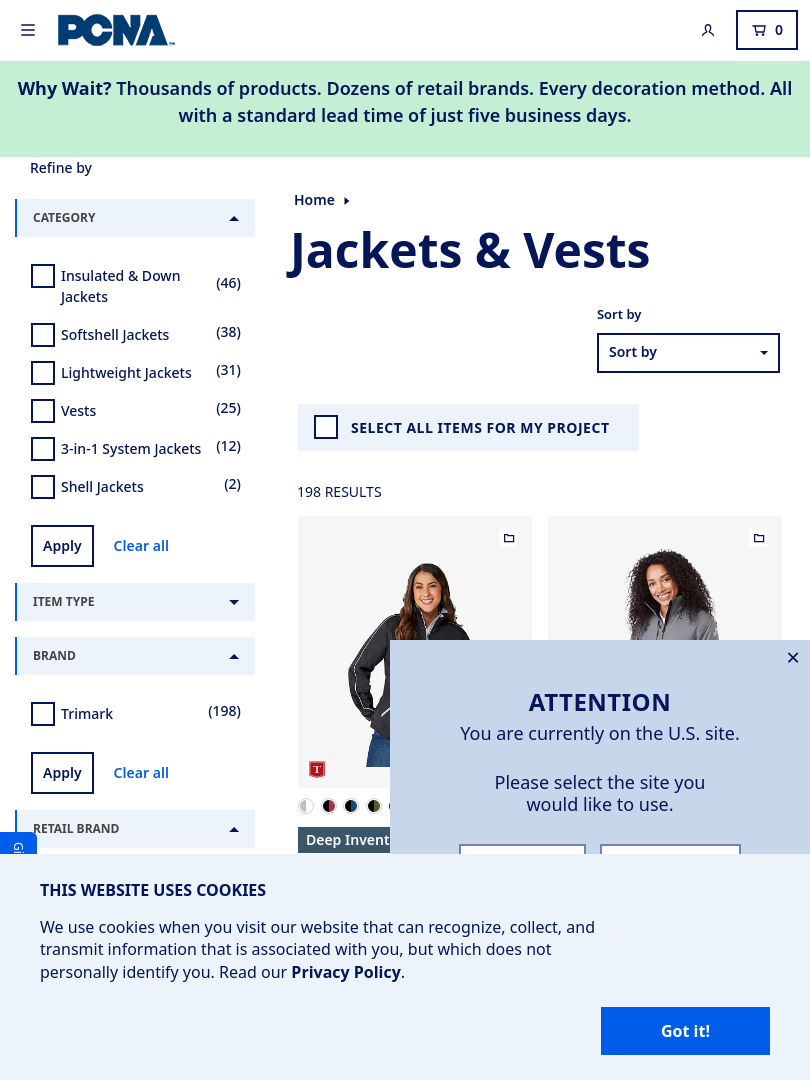 PCNA
0
Why Wait? Thousands of products. Dozens of retail brands. Every decoration method. All
with a standard lead time of just five business days.
Refine by
CATEGORY
Insulated & Down
Jackets
(46)
Softshell Jackets
(38)
Lightweight Jackets
(31)
Vests
(25)
3-in-1 System Jackets
(12)
Shell Jackets
(2)
Apply
Clear all
ITEM TYPE
BRAND
Trimark
(198)
Apply
Clear all
RETAIL BRAND
Home
Jackets & Vests
Sort by
Sort by
SELECT ALL ITEMS FOR MY PROJECT
198 RESULTS
T
Deep Invent
ATTENTION
You are currently on the U.S. site.
Please select the site you
would like to use.
THIS WEBSITE USES COOKIES
We use cookies when you visit our website that can recognize, collect, and
transmit information that is associated with you, but which does not
personally identify you. Read our Privacy Policy.
Got it!